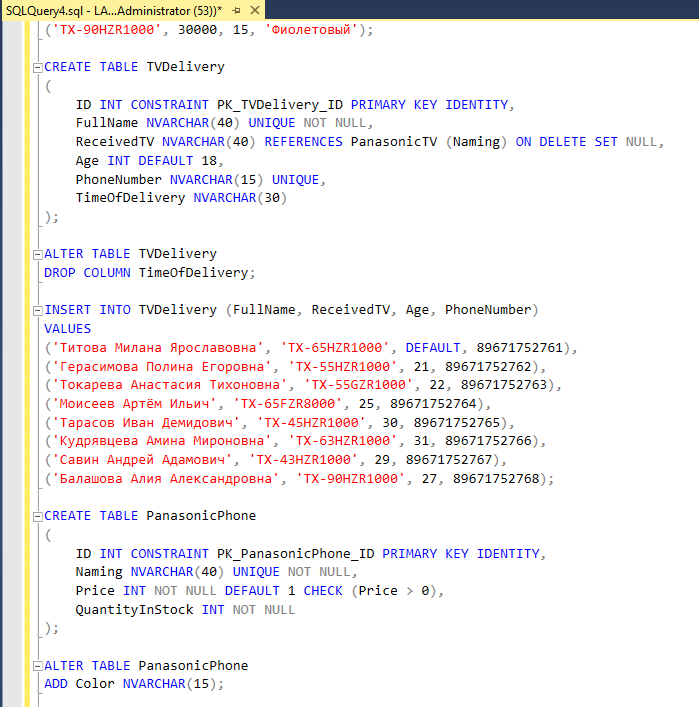 SQLQuery4.sql - LA...Administrator (53))*
('TX-90HZR1000', 30000, 15, 'Фиолетовый');
CREATE TABLE TVDelivery
(
ID INT CONSTRAINT PK_TVDelivery_ID PRIMARY KEY IDENTITY,
FullName NVARCHAR(40) UNIQUE NOT NULL,
ReceivedTV NVARCHAR(40) REFERENCES PanasonicTV (Naming) ON DELETE SET NULL,
Age INT DEFAULT 18,
PhoneNumber NVARCHAR(15) UNIQUE,
TimeOfDelivery NVARCHAR(30)
);
ALTER TABLE TVDelivery
DROP COLUMN TimeOfDelivery;
INSERT INTO TVDelivery (FullName, ReceivedTV, Age, PhoneNumber)
VALUES
('Титова Милана Ярославовна', 'TX-65HZR1000', DEFAULT, 89671752761),
('Герасимова Полина Егоровна', 'TX-55HZR1000', 21, 89671752762),
('Токарева Анастасия Тихоновна', 'TX-55GZR1000', 22, 89671752763),
('Моисеев Артём Ильич', 'TX-65FZR8000', 25, 89671752764),
('Тарасов Иван Демидович', 'TX-45HZR1000', 30, 89671752765),
('Кудрявцева Амина Мироновна', 'TX-63HZR1000', 31, 89671752766),
('Савин Андрей Адамович', 'TX-43HZR1000', 29, 89671752767),
('Балашова Алия Александровна', 'TX-90HZR1000', 27, 89671752768);
CREATE TABLE PanasonicPhone
(
ID INT CONSTRAINT PK_PanasonicPhone_ID PRIMARY KEY IDENTITY,
Naming NVARCHAR(40) UNIQUE NOT NULL,
Price INT NOT NULL DEFAULT 1 CHECK (Price > 0),
QuantityInStock INT NOT NULL
);
ALTER TABLE PanasonicPhone
ADD Color NVARCHAR(15);